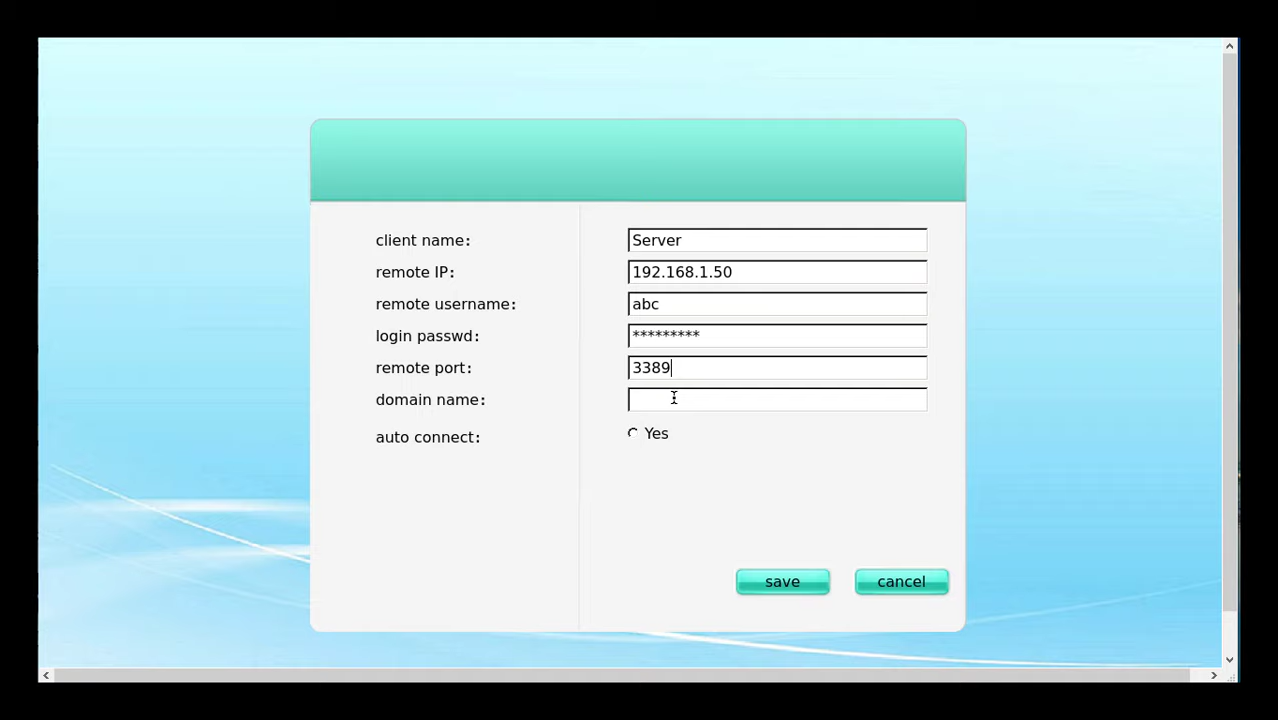 client name: Server
remote IP: 192.168.1.50
remote username: abc
login passwd: *********
remote port: 3389
domain name:
auto connect: Yes
save cancel